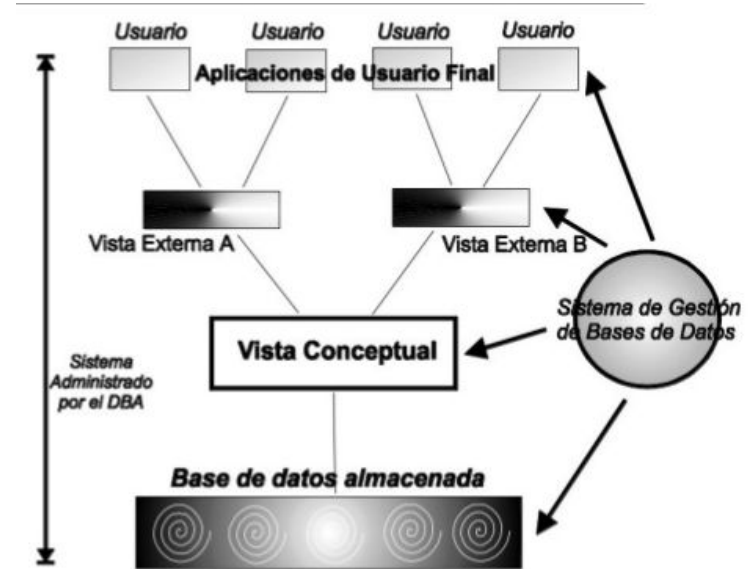 Usuario
Usuario
Usuario
Usuario
Aplicaciones de Usuario Final
Vista Externa A
Vista Externa B
Sistema de Gestión
de Bases de Datos
Vista Conceptual
Sistema
Administrado
por el DBA
Base de datos almacenada